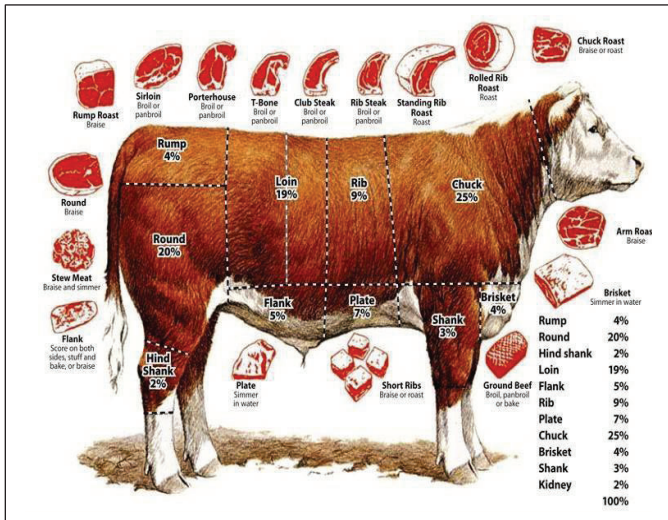 Rump Roast
Braise
Sirloin
Broil or
panbroil
Porterhouse
Broil or
panbroil
T-Bone
Broil or
panbroil
Club Steak
Broil or
panbroil
Rib Steak
Broil or
panbroil
Standing Rib
Roast
Roast
Rolled Rib
Roast
Roast
Chuck Roast
Braise or roast
Rump
4%
Loin
19%
Rib
9%
Chuck
25%
Round
Braise
Round
20%
Arm Roas
Braise
Stew Meat
Braise and simmer
Flank
Score on both
sides, stuff and
bake, or braise
Flank
5%
Plate
7%
Shank
3%
Brisket
4%
Hind
Shank
2%
Plate
Simmer
in water
Short Ribs
Braise or roast
Ground Beef
Broil, panbroil
or bake
Brisket
Simmer in water
Rump 4%
Round 20%
Hind shank 2%
Loin 19%
Flank 5%
Rib 9%
Plate 7%
Chuck 25%
Brisket 4%
Shank 3%
Kidney 2%
100%